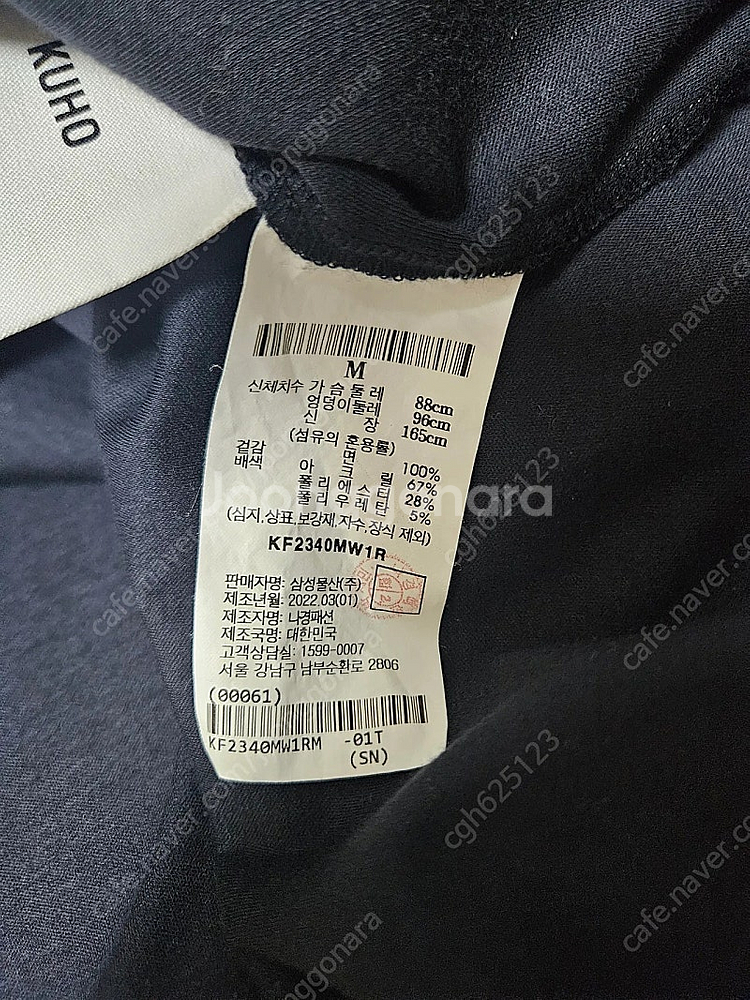 KUHO
M
신체치수 가 슴 둘 레 88cm
엉덩이둘레 96cm
신 장 165cm
(섬유의 혼용률)
겉감 면 100%
배색 아 크 릴 67%
폴 리 에 스 터 28%
폴 리 우 레 탄 5%
(심지,상표,보강제,자수,장식 제외)
KF2340MW1R
판매자명: 삼성물산(주)
제조년월: 2022.03(01)
제조자명: 나경패션
제조국명: 대한민국
고객상담실: 1599-0007
서울 강남구 남부순환로 2806
(00061)
KF2340MW1RM -01T
(SN)
Joonggonara
cafe.naver.com/joonggonara
cgh625123